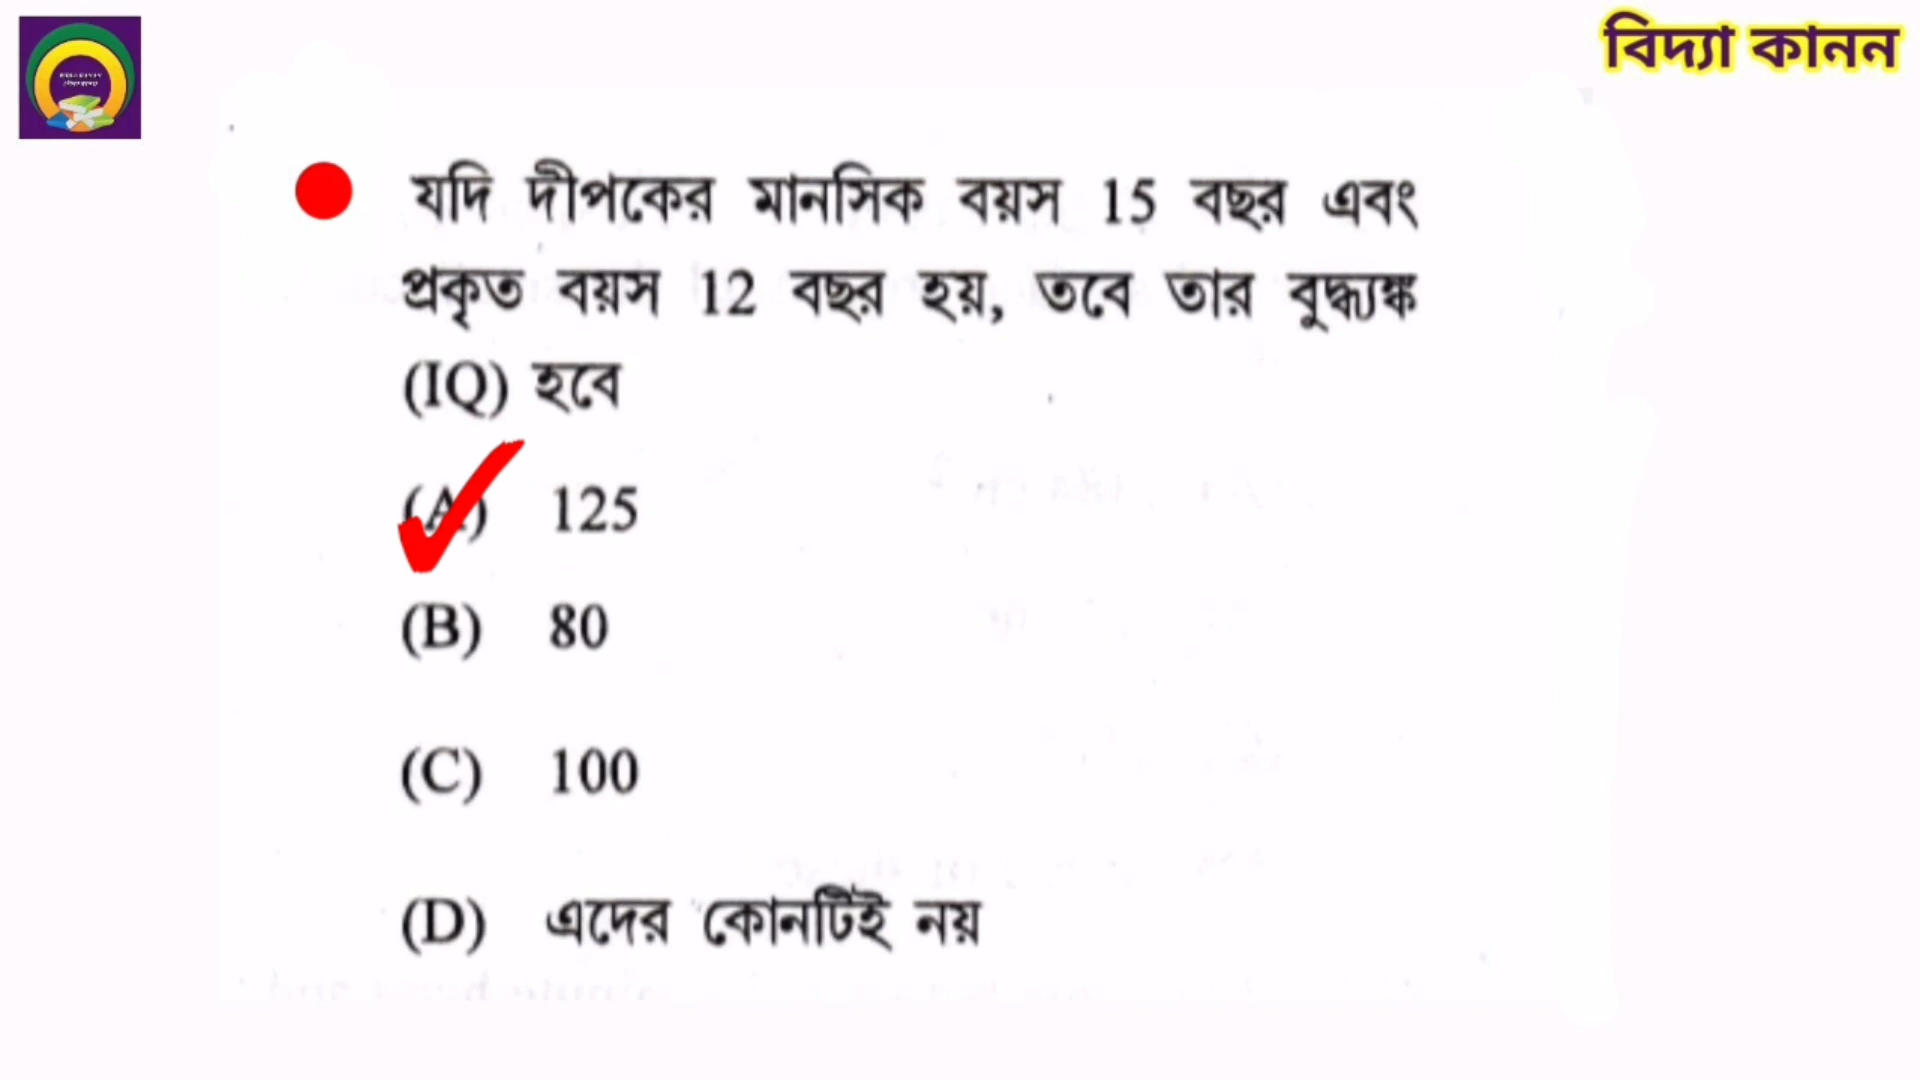 বিদ্যা কানন
যদি দীপকের মানসিক বয়স 15 বছর এবং
প্রকৃত বয়স 12 বছর হয়, তবে তার বুদ্ধ্যঙ্ক
(IQ) হবে
(A) 125
(B) 80
(C) 100
(D) এদের কোনটিই নয়